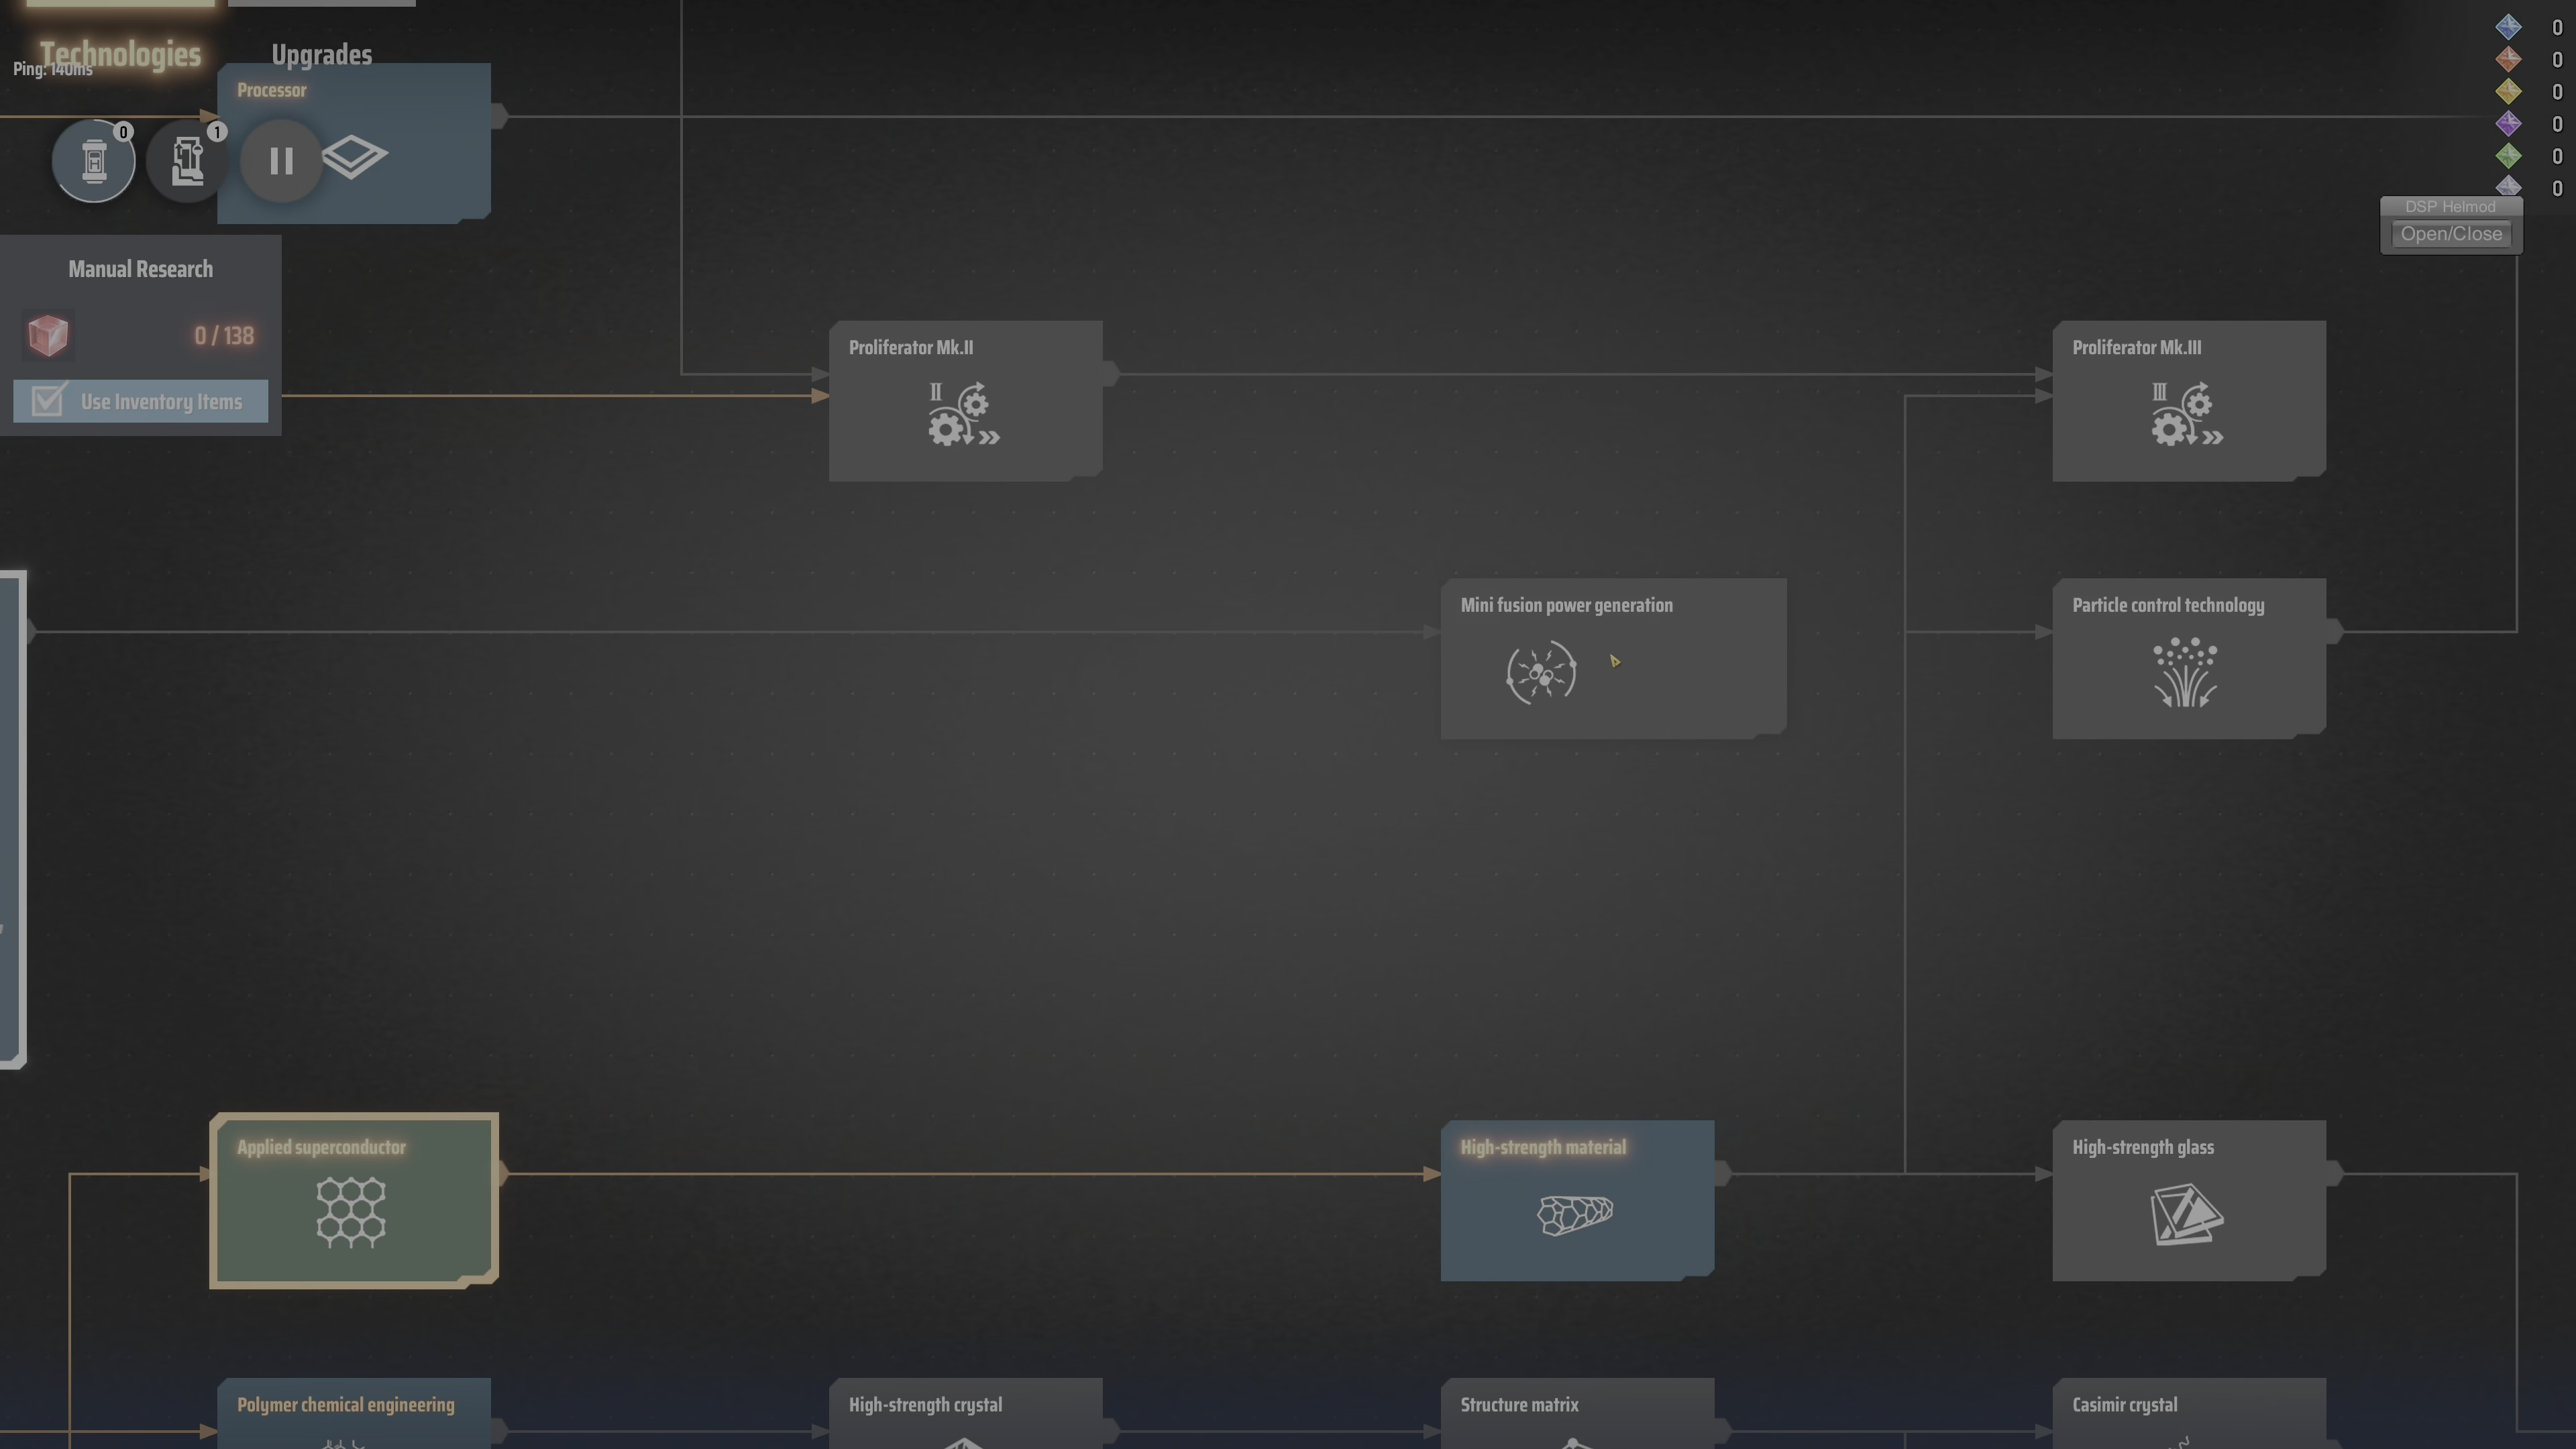 Technologies
Upgrades
Ping: 140ms
Processor
0
1
0
0
0
0
0
0
DSP Helmod
Open/Close
Manual Research
0 / 138
Use Inventory Items
Proliferator Mk.II
II
Proliferator Mk.III
III
Mini fusion power generation
Particle control technology
Applied superconductor
High-strength material
High-strength glass
Polymer chemical engineering
High-strength crystal
Structure matrix
Casimir crystal